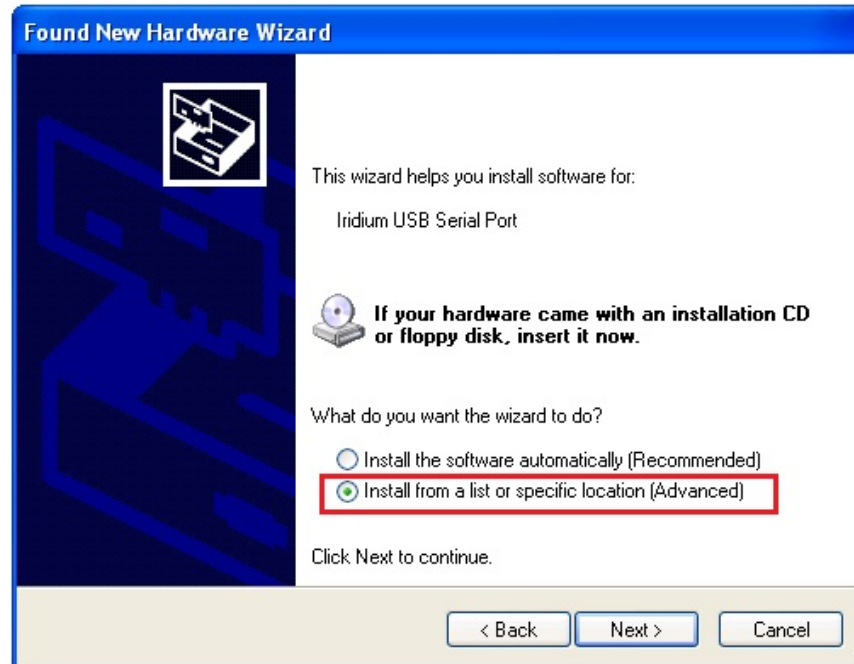 Found New Hardware Wizard
This wizard helps you install software for:
Iridium USB Serial Port
If your hardware came with an installation CD
or floppy disk, insert it now.
What do you want the wizard to do?
Install the software automatically (Recommended)
Install from a list or specific location (Advanced)
Click Next to continue.
< Back Next > Cancel